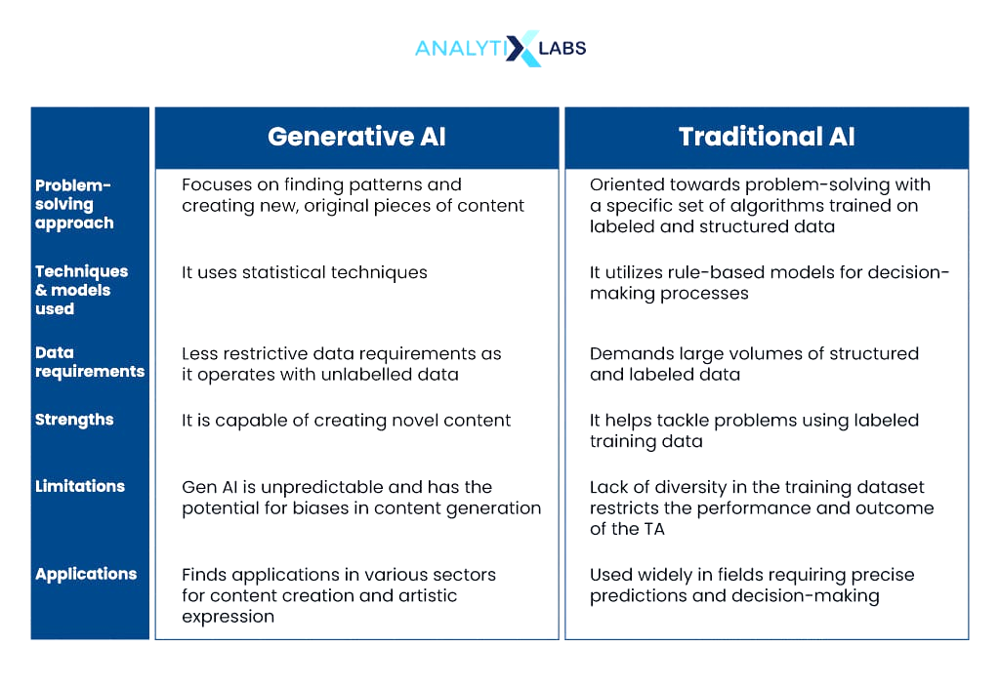 ANALYTIX LABS
Generative AI
Traditional AI
Problem-
solving
approach
Focuses on finding patterns and
creating new, original pieces of content
Oriented towards problem-solving with
a specific set of algorithms trained on
labeled and structured data
Techniques
& models
used
It uses statistical techniques
It utilizes rule-based models for decision-
making processes
Data
requirements
Less restrictive data requirements as
it operates with unlabelled data
Demands large volumes of structured
and labeled data
Strengths
It is capable of creating novel content
It helps tackle problems using labeled
training data
Limitations
Gen AI is unpredictable and has the
potential for biases in content generation
Lack of diversity in the training dataset
restricts the performance and outcome
of the TA
Applications
Finds applications in various sectors
for content creation and artistic
expression
Used widely in fields requiring precise
predictions and decision-making